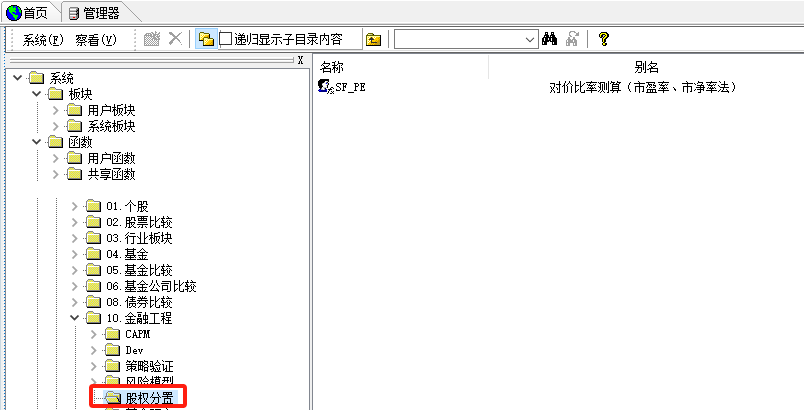 首页 管理器
系统(F) 察看(V) 递归显示子目录内容
X
名称 别名
SF_PE 对价比率测算(市盈率、市净率法)
系统
板块
用户板块
系统板块
函数
用户函数
共享函数
01.个股
02.股票比较
03.行业板块
04.基金
05.基金比较
06.基金公司比较
08.债券比较
10.金融工程
CAPM
Dev
策略验证
风险模型
股权分置